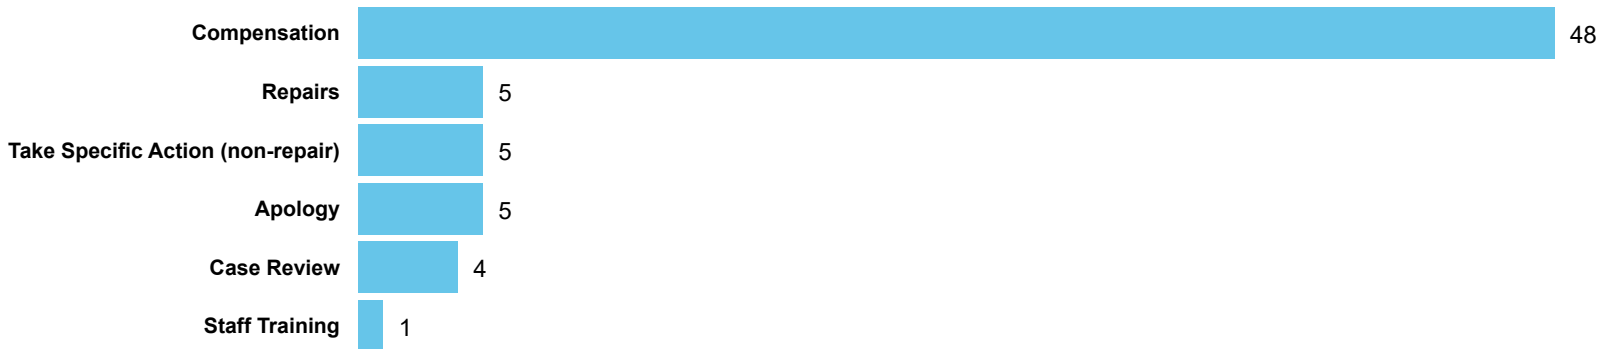 Compensation 48
Repairs 5
Take Specific Action (non-repair) 5
Apology 5
Case Review 4
Staff Training 1